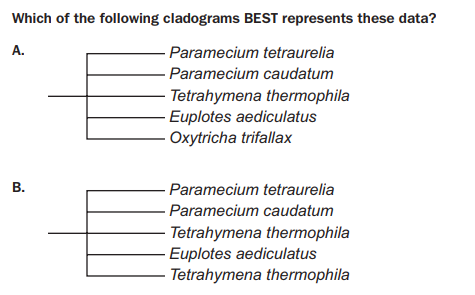 Which of the following cladograms BEST represents these data?
A.
Paramecium tetraurelia
Paramecium caudatum
Tetrahymena thermophila
Euplotes aediculatus
Oxytricha trifallax
B.
Paramecium tetraurelia
Paramecium caudatum
Tetrahymena thermophila
Euplotes aediculatus
Tetrahymena thermophila